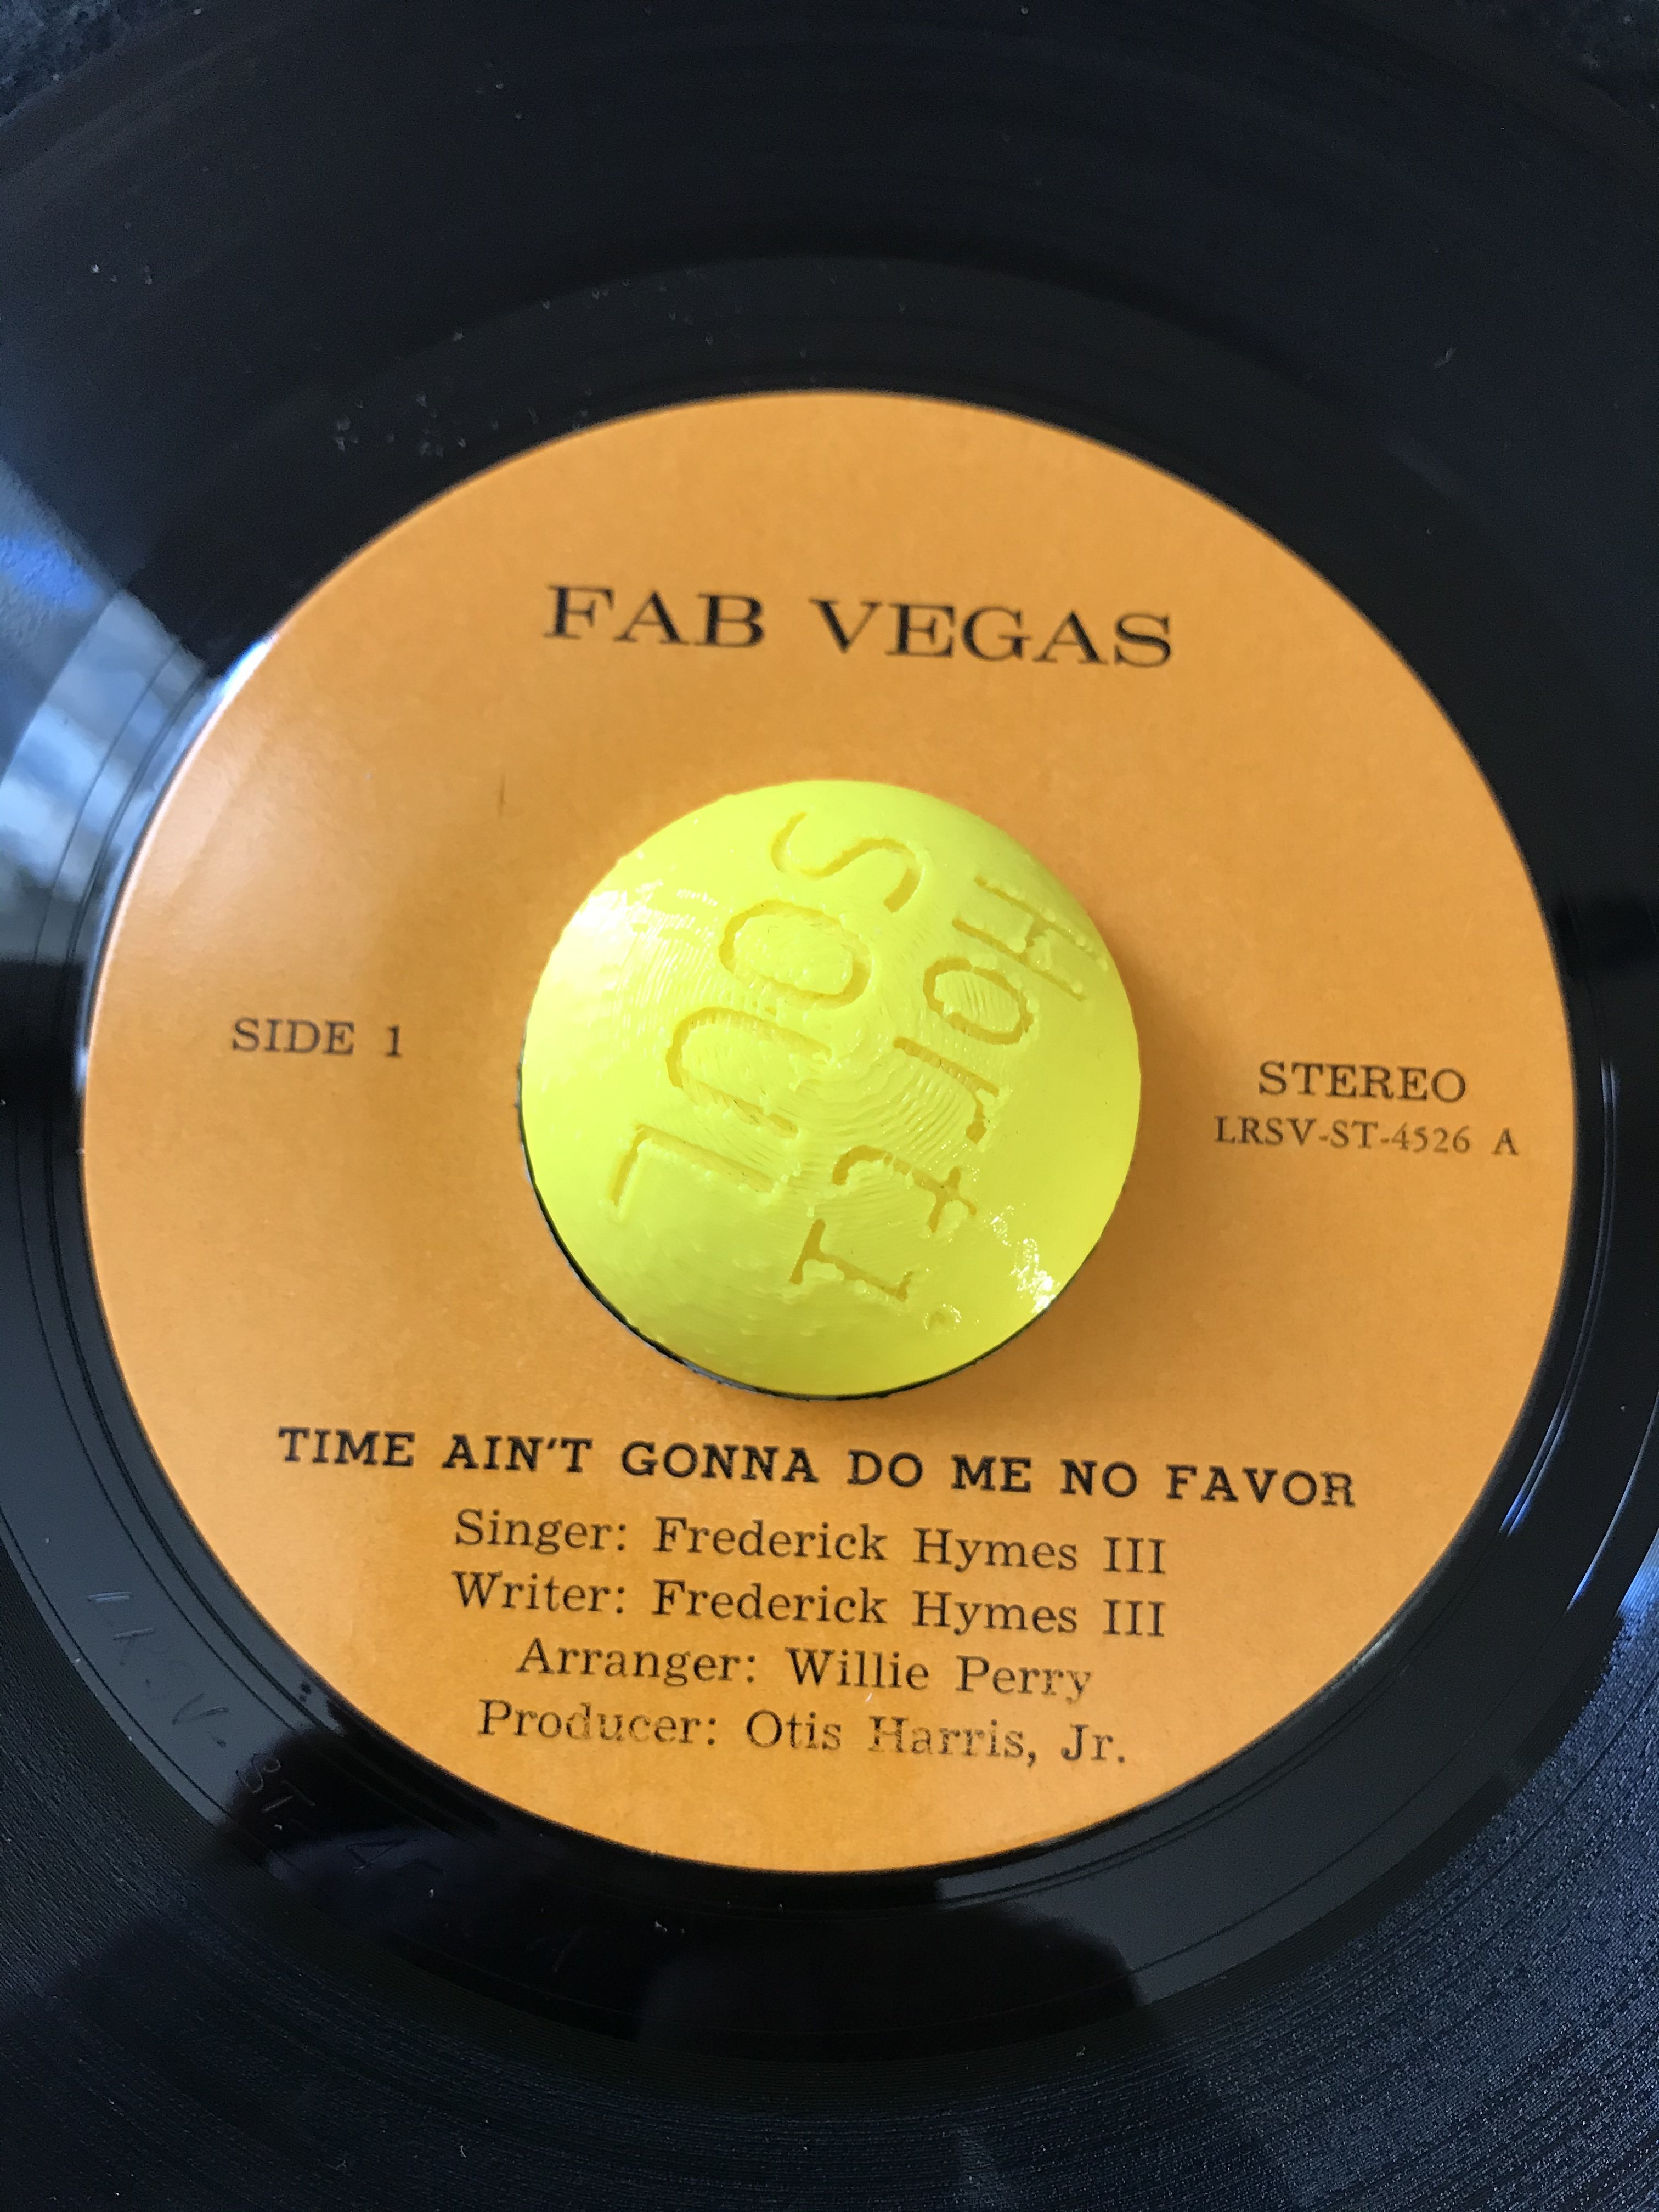 FAB VEGAS
SOUL
SIDE 1
STEREO
LRSV-ST-4526 A
TIME AIN'T GONNA DO ME NO FAVOR
Singer: Frederick Hymes III
Writer: Frederick Hymes III
Arranger: Willie Perry
Producer: Otis Harris, Jr.